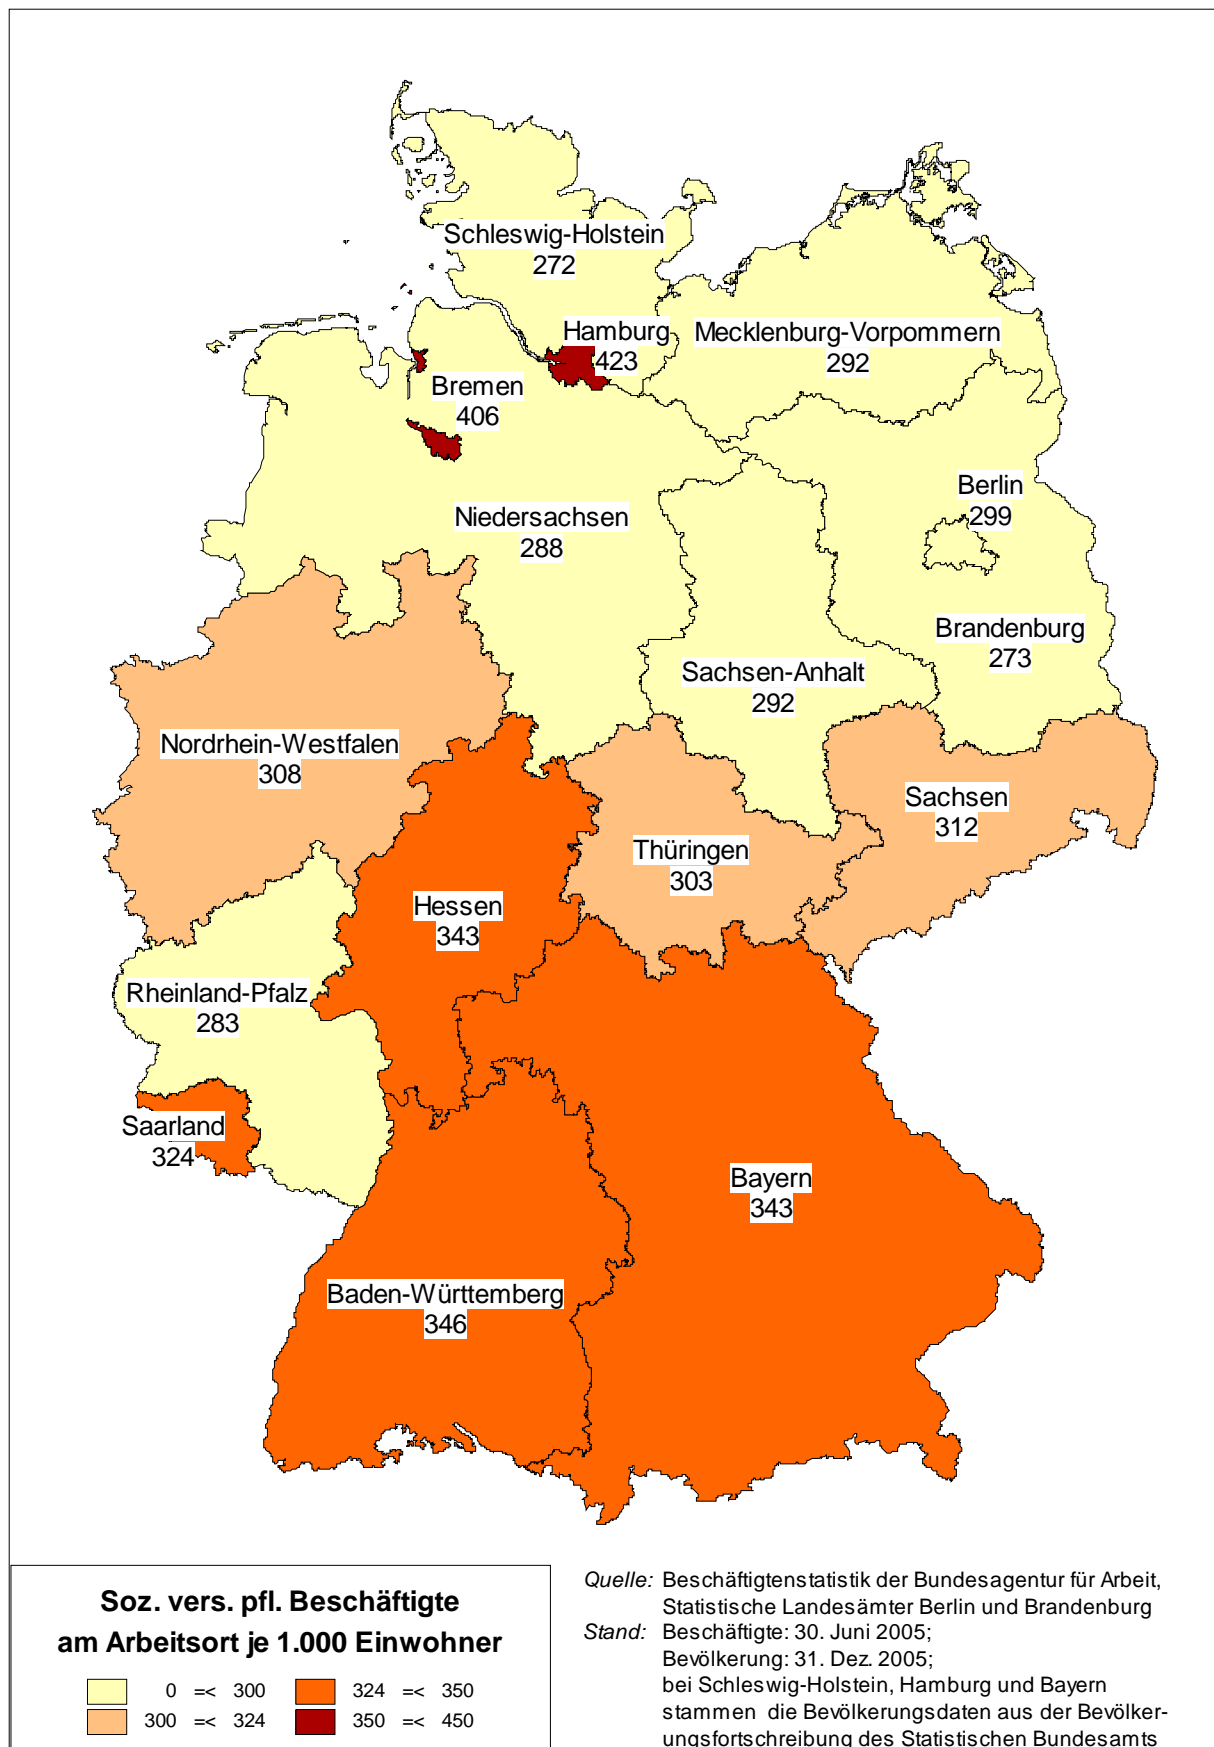 Schleswig-Holstein
272
Hamburg
423
Mecklenburg-Vorpommern
292
Bremen
406
Berlin
299
Niedersachsen
288
Brandenburg
273
Sachsen-Anhalt
292
Nordrhein-Westfalen
308
Sachsen
312
Thüringen
303
Hessen
343
Rheinland-Pfalz
283
Saarland
324
Bayern
343
Baden-Württemberg
346
Soz. vers. pfl. Beschäftigte
am Arbeitsort je 1.000 Einwohner
0 =< 300
324 =< 350
300 =< 324
350 =< 450
Quelle: Beschäftigtenstatistik der Bundesagentur für Arbeit,
Statistische Landesämter Berlin und Brandenburg
Stand: Beschäftigte: 30. Juni 2005;
Bevölkerung: 31. Dez. 2005;
bei Schleswig-Holstein, Hamburg und Bayern
stammen die Bevölkerungsdaten aus der Bevölker-
ungsfortschreibung des Statistischen Bundesamts